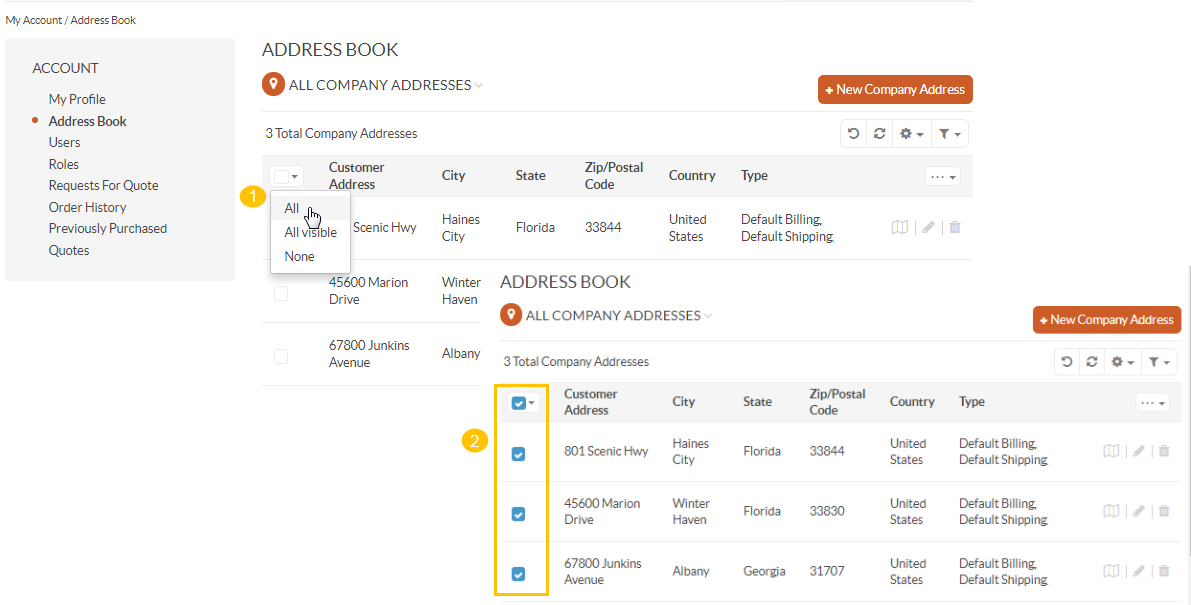 My Account / Address Book
ACCOUNT
My Profile
Address Book
Users
Roles
Requests For Quote
Order History
Previously Purchased
Quotes
ADDRESS BOOK
ALL COMPANY ADDRESSES
+ New Company Address
3 Total Company Addresses
Customer Address City State Zip/Postal Code Country Type
1
All
All visible
None
Scenic Hwy Haines City Florida 33844 United States Default Billing, Default Shipping
45600 Marion Drive Winter Haven
67800 Junkins Avenue Albany
ADDRESS BOOK
ALL COMPANY ADDRESSES
+ New Company Address
3 Total Company Addresses
Customer Address City State Zip/Postal Code Country Type
2
801 Scenic Hwy Haines City Florida 33844 United States Default Billing, Default Shipping
45600 Marion Drive Winter Haven Florida 33830 United States Default Billing, Default Shipping
67800 Junkins Avenue Albany Georgia 31707 United States Default Billing, Default Shipping